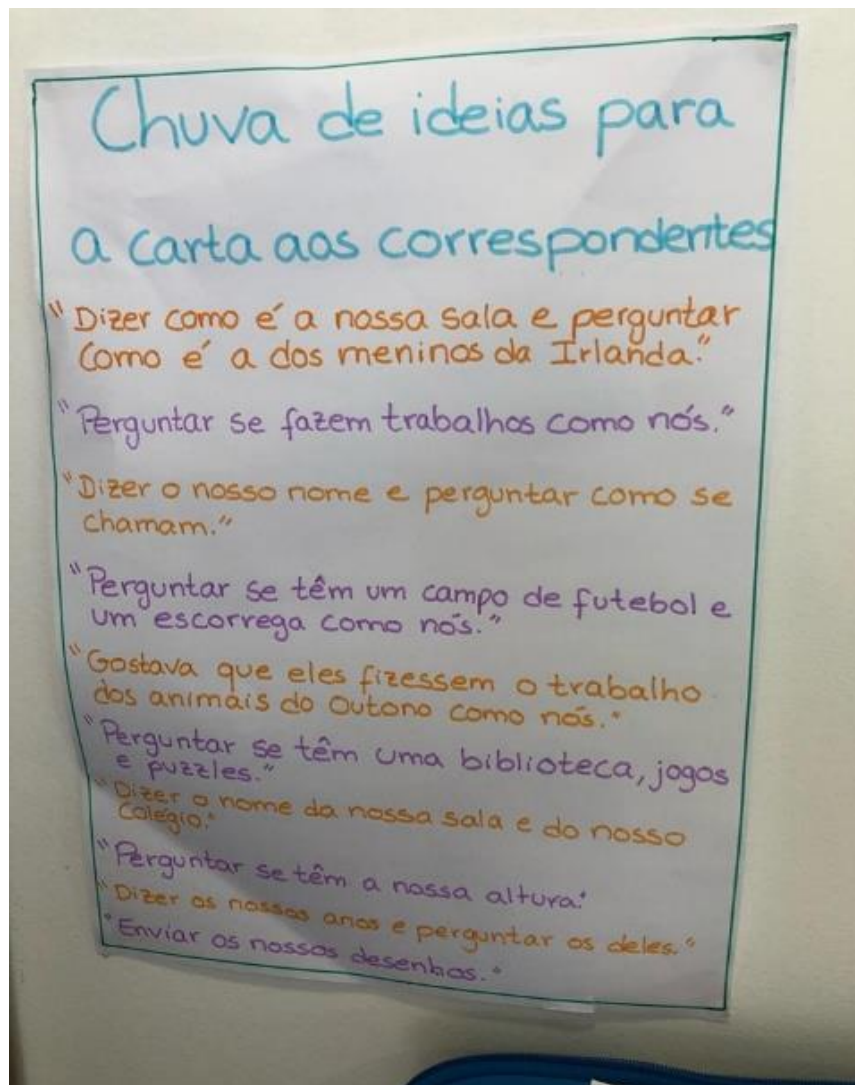 Chuva de ideias para
a carta aos correspondentes
"Dizer como é a nossa sala e perguntar
como é a dos meninos da Irlanda."
"Perguntar se fazem trabalhos como nós."
"Dizer o nosso nome e perguntar como se
chamam."
"Perguntar se têm um campo de futebol e
um escorrega como nós."
"Gostava que eles fizessem o trabalho
dos animais do Outono como nós."
"Perguntar se têm uma biblioteca, jogos
e puzzles."
"Dizer o nome da nossa sala e do nosso
Colégio."
"Perguntar se têm a nossa altura."
"Dizer os nossos anos e perguntar os deles."
"Enviar os nossos desenhos."